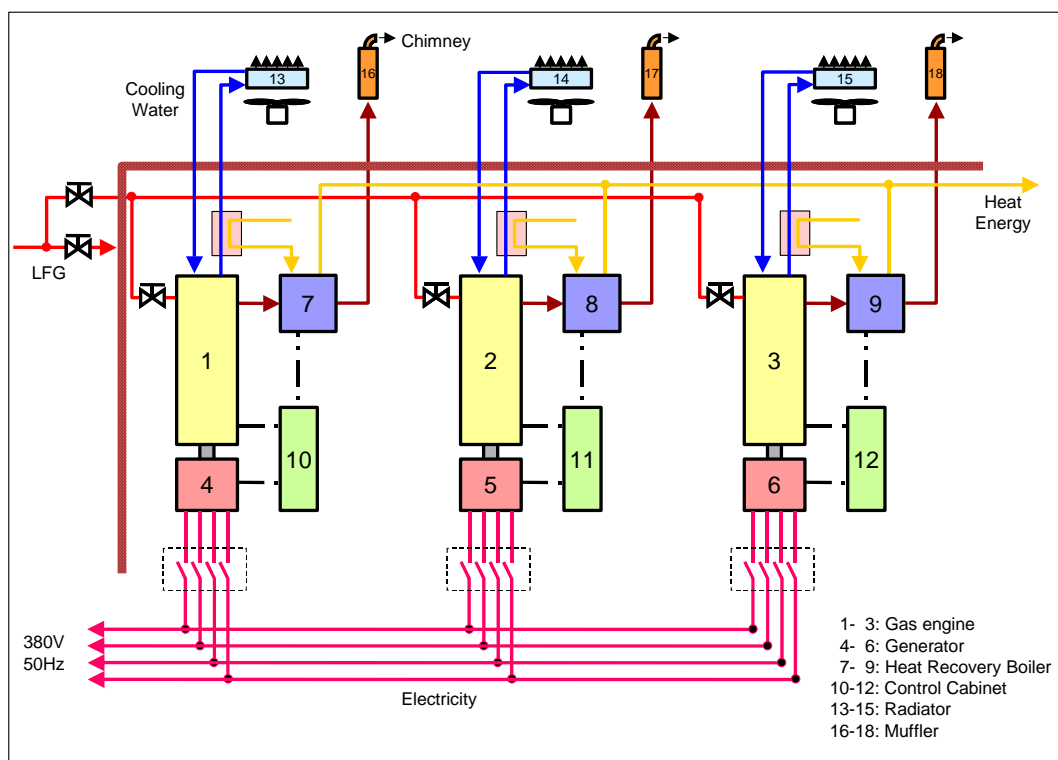 Chimney
13
16
14
17
15
18
Cooling
Water
Heat
Energy
LFG
7
8
9
1
2
3
10
11
12
4
5
6
380V
50Hz
Electricity
1- 3: Gas engine
4- 6: Generator
7- 9: Heat Recovery Boiler
10-12: Control Cabinet
13-15: Radiator
16-18: Muffler